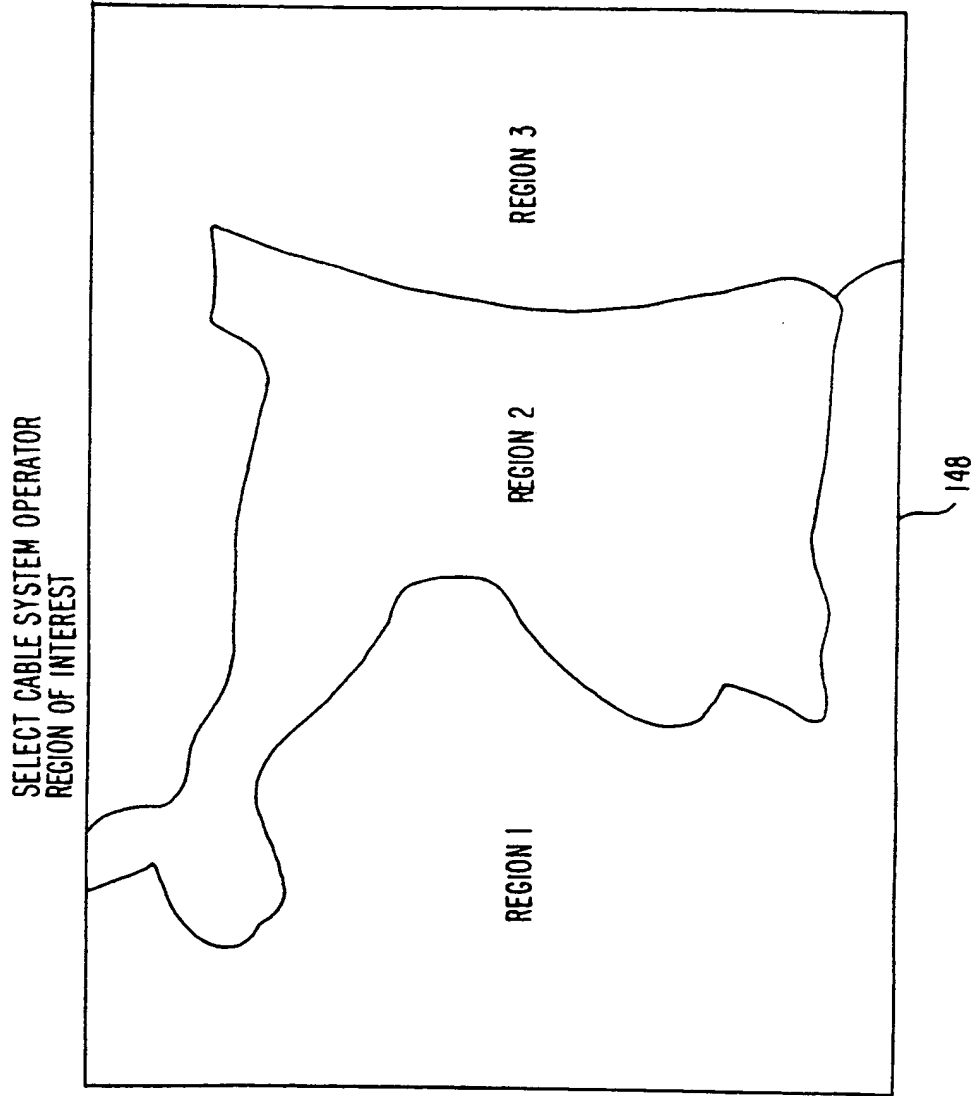 SELECT CABLE SYSTEM OPERATOR
REGION OF INTEREST
REGION 1
REGION 2
REGION 3
148